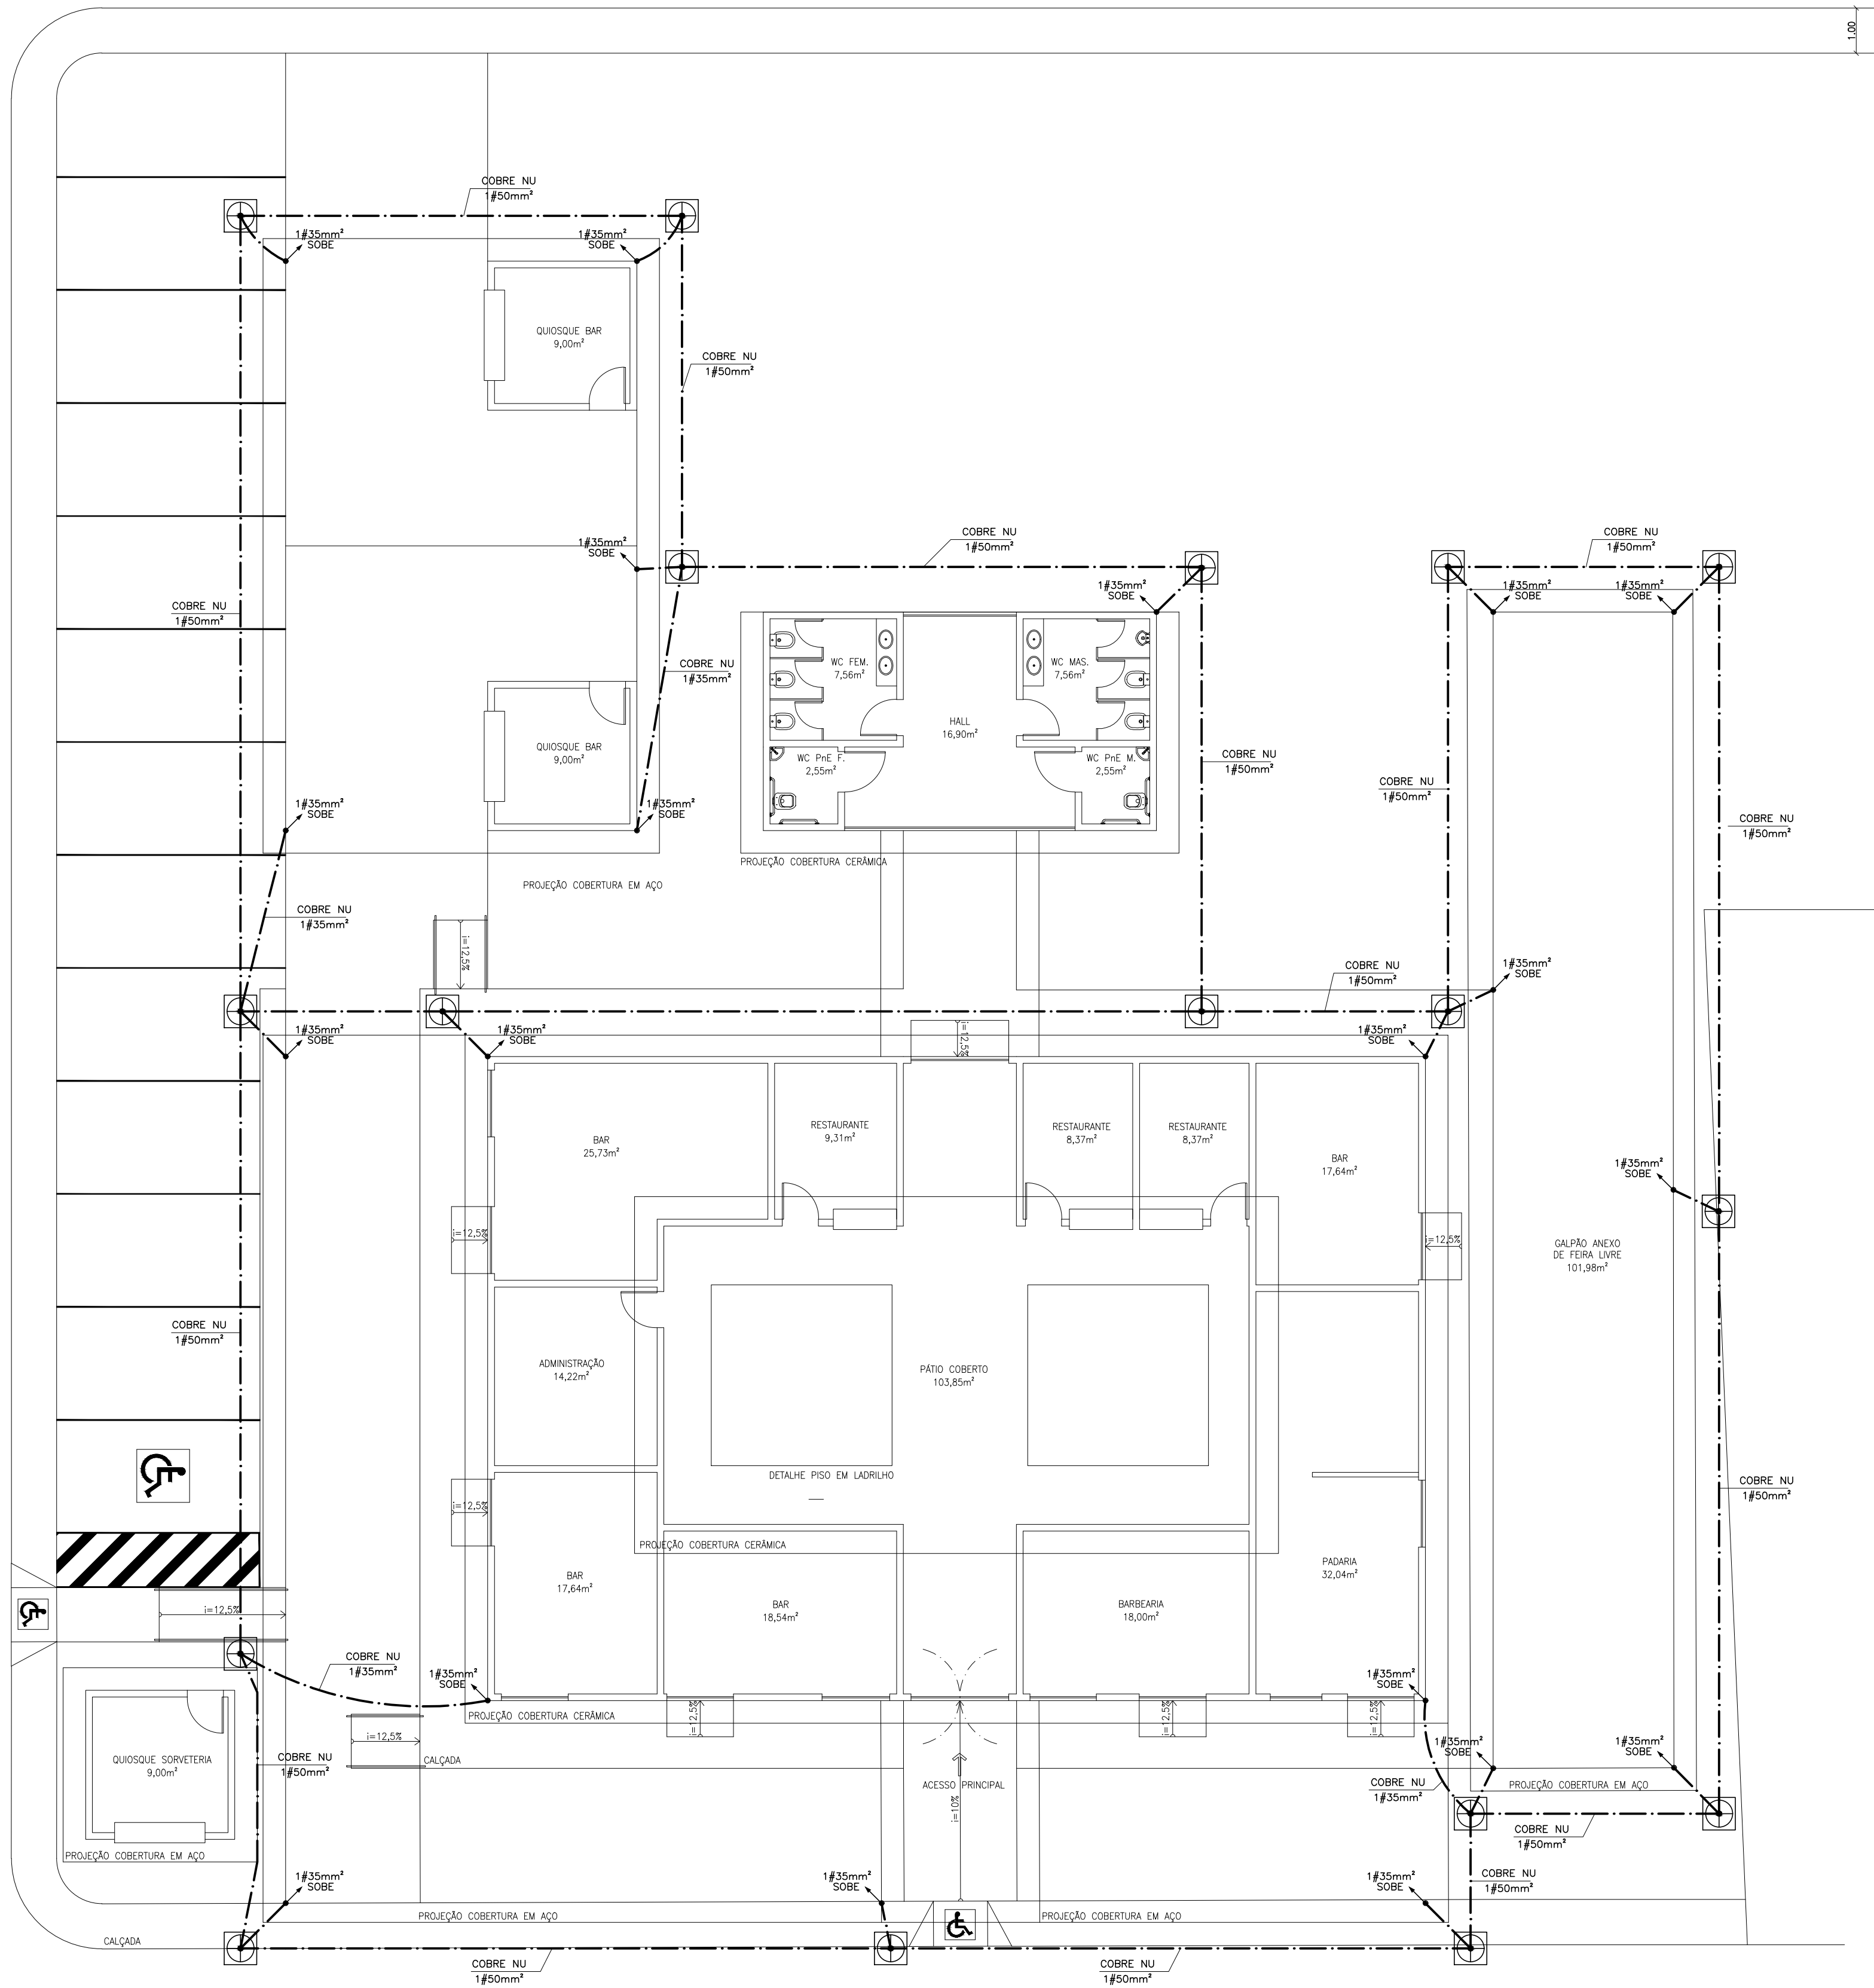 1.00
COBRE NU
1#50mm²
1#35mm²
SOBE
1#35mm²
SOBE
QUIOSQUE BAR
9,00m²
COBRE NU
1#50mm²
COBRE NU
1#50mm²
COBRE NU
1#50mm²
1#35mm²
SOBE
1#35mm²
SOBE
1#35mm²
SOBE
1#35mm²
SOBE
COBRE NU
1#50mm²
WC FEM.
7,56m²
WC MAS.
7,56m²
COBRE NU
1#35mm²
HALL
16,90m²
QUIOSQUE BAR
9,00m²
WC PnE F.
2,55m²
WC PnE M.
2,55m²
COBRE NU
1#50mm²
COBRE NU
1#50mm²
COBRE NU
1#50mm²
1#35mm²
SOBE
1#35mm²
SOBE
PROJEÇÃO COBERTURA CERÂMICA
PROJEÇÃO COBERTURA EM AÇO
COBRE NU
1#35mm²
i=12,5%
COBRE NU
1#50mm²
1#35mm²
SOBE
1#35mm²
SOBE
1#35mm²
SOBE
i=12,5%
1#35mm²
SOBE
BAR
25,73m²
RESTAURANTE
9,31m²
RESTAURANTE
8,37m²
RESTAURANTE
8,37m²
BAR
17,64m²
1#35mm²
SOBE
i=12,5%
i=12,5%
GALPÃO ANEXO
DE FEIRA LIVRE
101,98m²
COBRE NU
1#50mm²
ADMINISTRAÇÃO
14,22m²
PÁTIO COBERTO
103,85m²
DETALHE PISO EM LADRILHO
COBRE NU
1#50mm²
i=12,5%
PROJEÇÃO COBERTURA CERÂMICA
BAR
17,64m²
BAR
18,54m²
BARBEARIA
18,00m²
PADARIA
32,04m²
i=12,5%
COBRE NU
1#35mm²
1#35mm²
SOBE
1#35mm²
SOBE
PROJEÇÃO COBERTURA CERÂMICA
i=12,5%
i=12,5%
i=12,5%
i=12,5%
QUIOSQUE SORVETERIA
9,00m²
COBRE NU
1#50mm²
CALÇADA
ACESSO PRINCIPAL
i=10%
1#35mm²
SOBE
1#35mm²
SOBE
COBRE NU
1#35mm²
PROJEÇÃO COBERTURA EM AÇO
COBRE NU
1#50mm²
PROJEÇÃO COBERTURA EM AÇO
1#35mm²
SOBE
1#35mm²
SOBE
1#35mm²
SOBE
COBRE NU
1#50mm²
PROJEÇÃO COBERTURA EM AÇO
PROJEÇÃO COBERTURA EM AÇO
CALÇADA
COBRE NU
1#50mm²
COBRE NU
1#50mm²